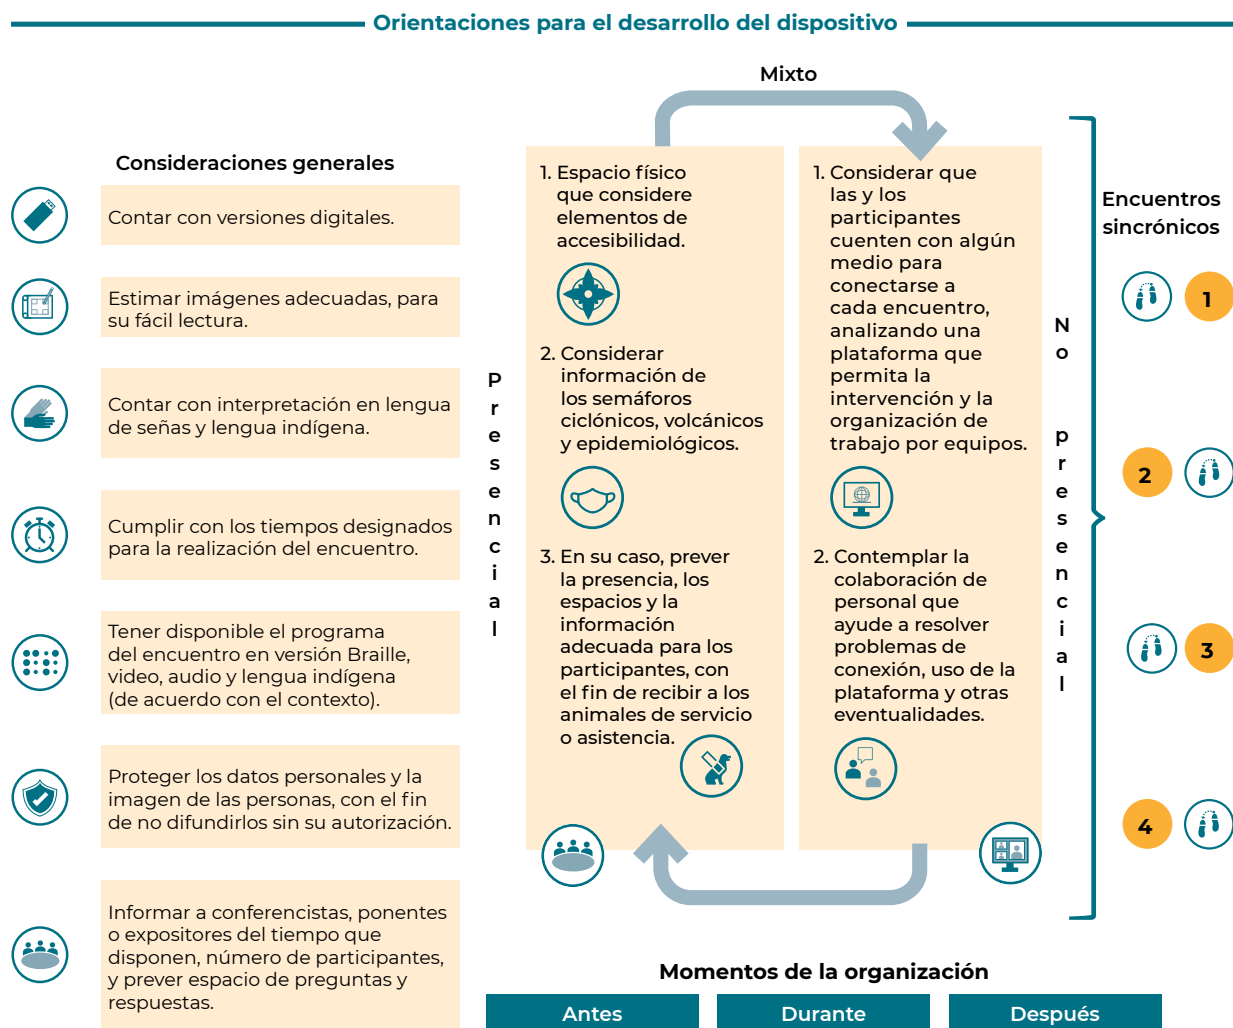 Orientaciones para el desarrollo del dispositivo
Consideraciones generales
Contar con versiones digitales.
Estimar imágenes adecuadas, para
su fácil lectura.
Contar con interpretación en lengua
de señas y lengua indígena.
Cumplir con los tiempos designados
para la realización del encuentro.
Tener disponible el programa
del encuentro en versión Braille,
video, audio y lengua indígena
(de acuerdo con el contexto).
Proteger los datos personales y la
imagen de las personas, con el fin
de no difundirlos sin su autorización.
Informar a conferencistas, ponentes
o expositores del tiempo que
disponen, número de participantes,
y prever espacio de preguntas y
respuestas.
Mixto
Presencial
1. Espacio físico
que considere
elementos de
accesibilidad.
2. Considerar
información de
los semáforos
ciclónicos, volcánicos
y epidemiológicos.
3. En su caso, prever
la presencia, los
espacios y la
información
adecuada para los
participantes, con
el fin de recibir a los
animales de servicio
o asistencia.
1. Considerar que
las y los
participantes
cuenten con algún
medio para
conectarse a
cada encuentro,
analizando una
plataforma que
permita la
intervención y la
organización de
trabajo por equipos.
2. Contemplar la
colaboración de
personal que
ayude a resolver
problemas de
conexión, uso de la
plataforma y otras
eventualidades.
No presencial
Encuentros
sincrónicos
1
2
3
4
Momentos de la organización
Antes
Durante
Después